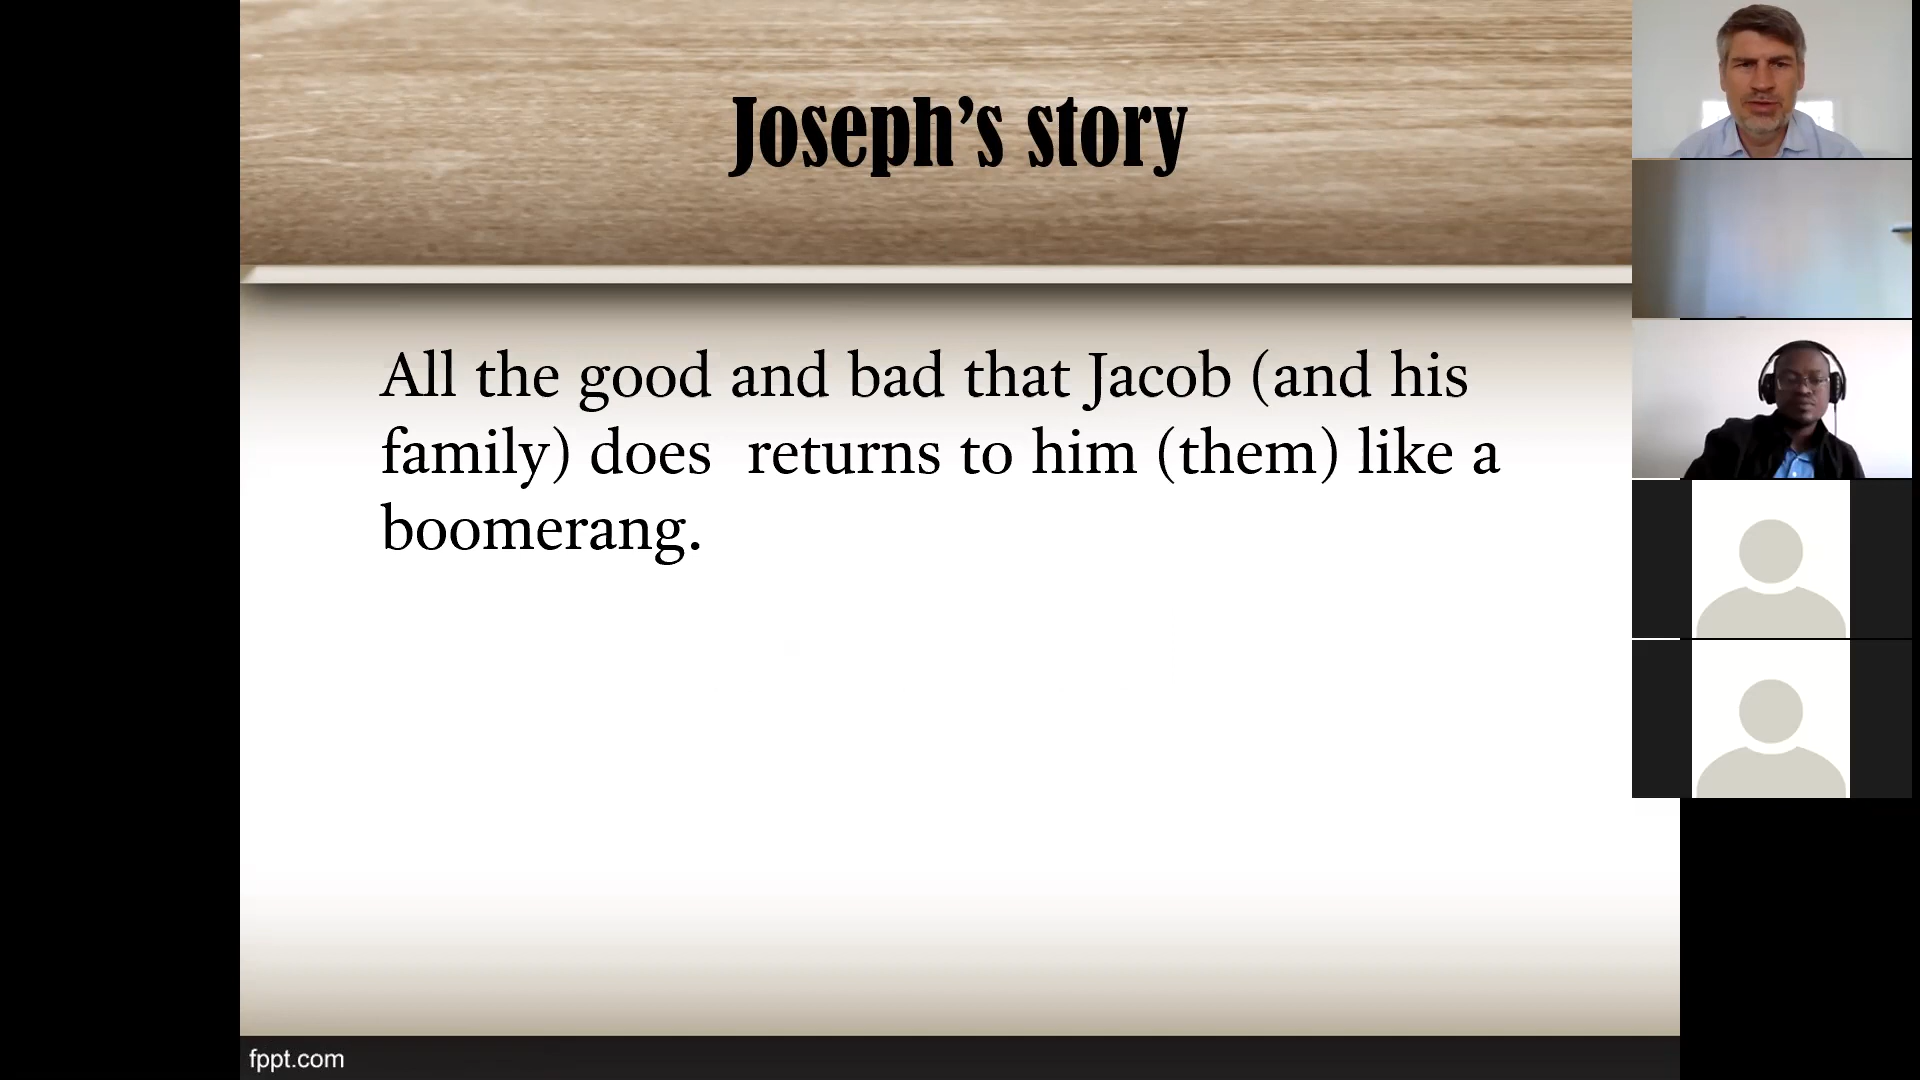 Joseph’s story
All the good and bad that Jacob (and his
family) does  returns to him (them) like a
boomerang.
fppt.com